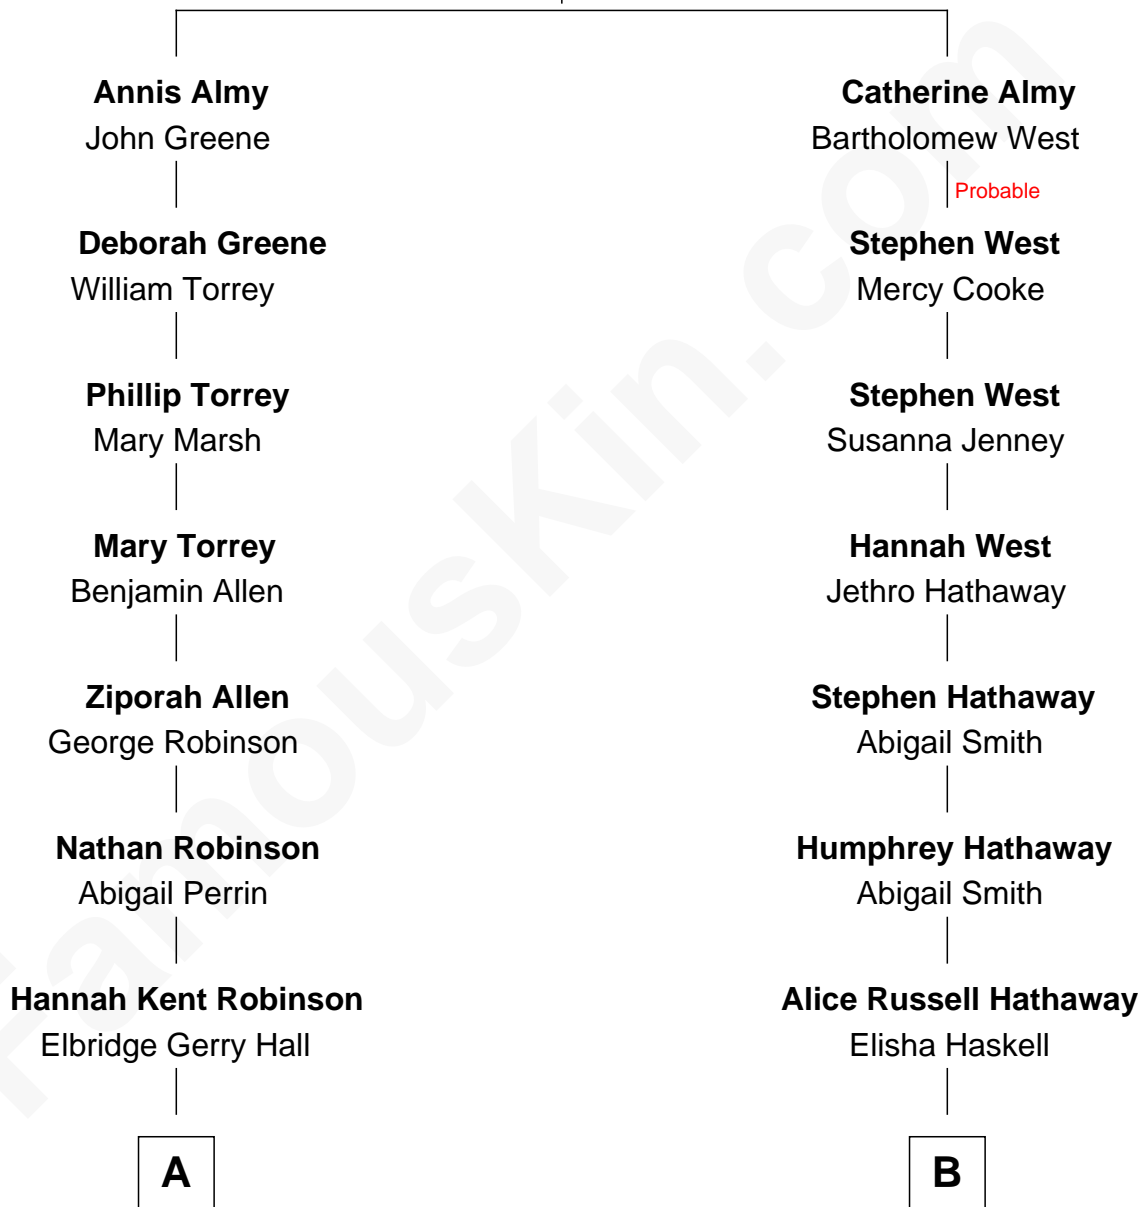 Annis Almy
John Greene
Catherine Almy
Bartholomew West
Probable
Deborah Greene
William Torrey
Stephen West
Mercy Cooke
Phillip Torrey
Mary Marsh
Stephen West
Susanna Jenney
Mary Torrey
Benjamin Allen
Hannah West
Jethro Hathaway
Ziporah Allen
George Robinson
Stephen Hathaway
Abigail Smith
Nathan Robinson
Abigail Perrin
Humphrey Hathaway
Abigail Smith
Hannah Kent Robinson
Elbridge Gerry Hall
Alice Russell Hathaway
Elisha Haskell
A
B
FamousKin.com